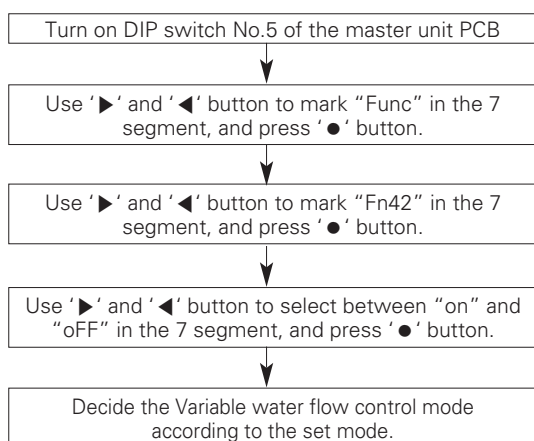 Turn on DIP switch No.5 of the master unit PCB
Use ‘▶‘ and ‘◀‘ button to mark “Func” in the 7
segment, and press ‘●‘ button.
Use ‘▶‘ and ‘◀‘ button to mark “Fn42” in the 7
segment, and press ‘●‘ button.
Use ‘▶‘ and ‘◀‘ button to select between “on” and
“oFF” in the 7 segment, and press ‘●‘ button.
Decide the Variable water flow control mode
according to the set mode.